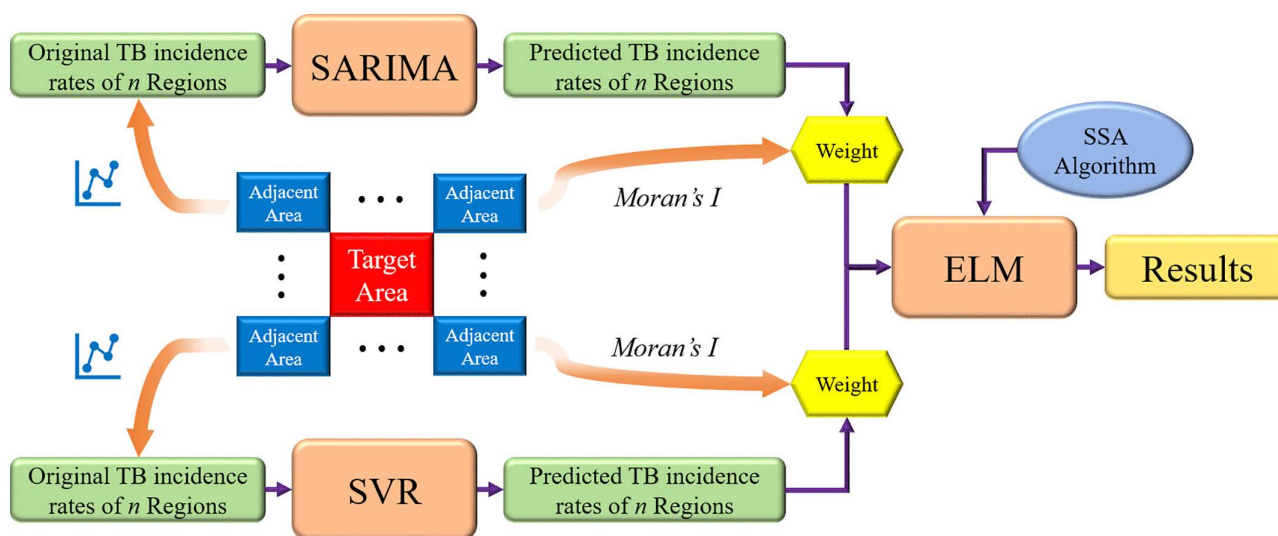 Original TB incidence
rates of n Regions
SARIMA
Predicted TB incidence
rates of n Regions
Weight
SSA
Algorithm
Adjacent
Area
• • •
Adjacent
Area
Moran's I
Target
Area
ELM
Results
Adjacent
Area
• • •
Adjacent
Area
Moran's I
Weight
Original TB incidence
rates of n Regions
SVR
Predicted TB incidence
rates of n Regions